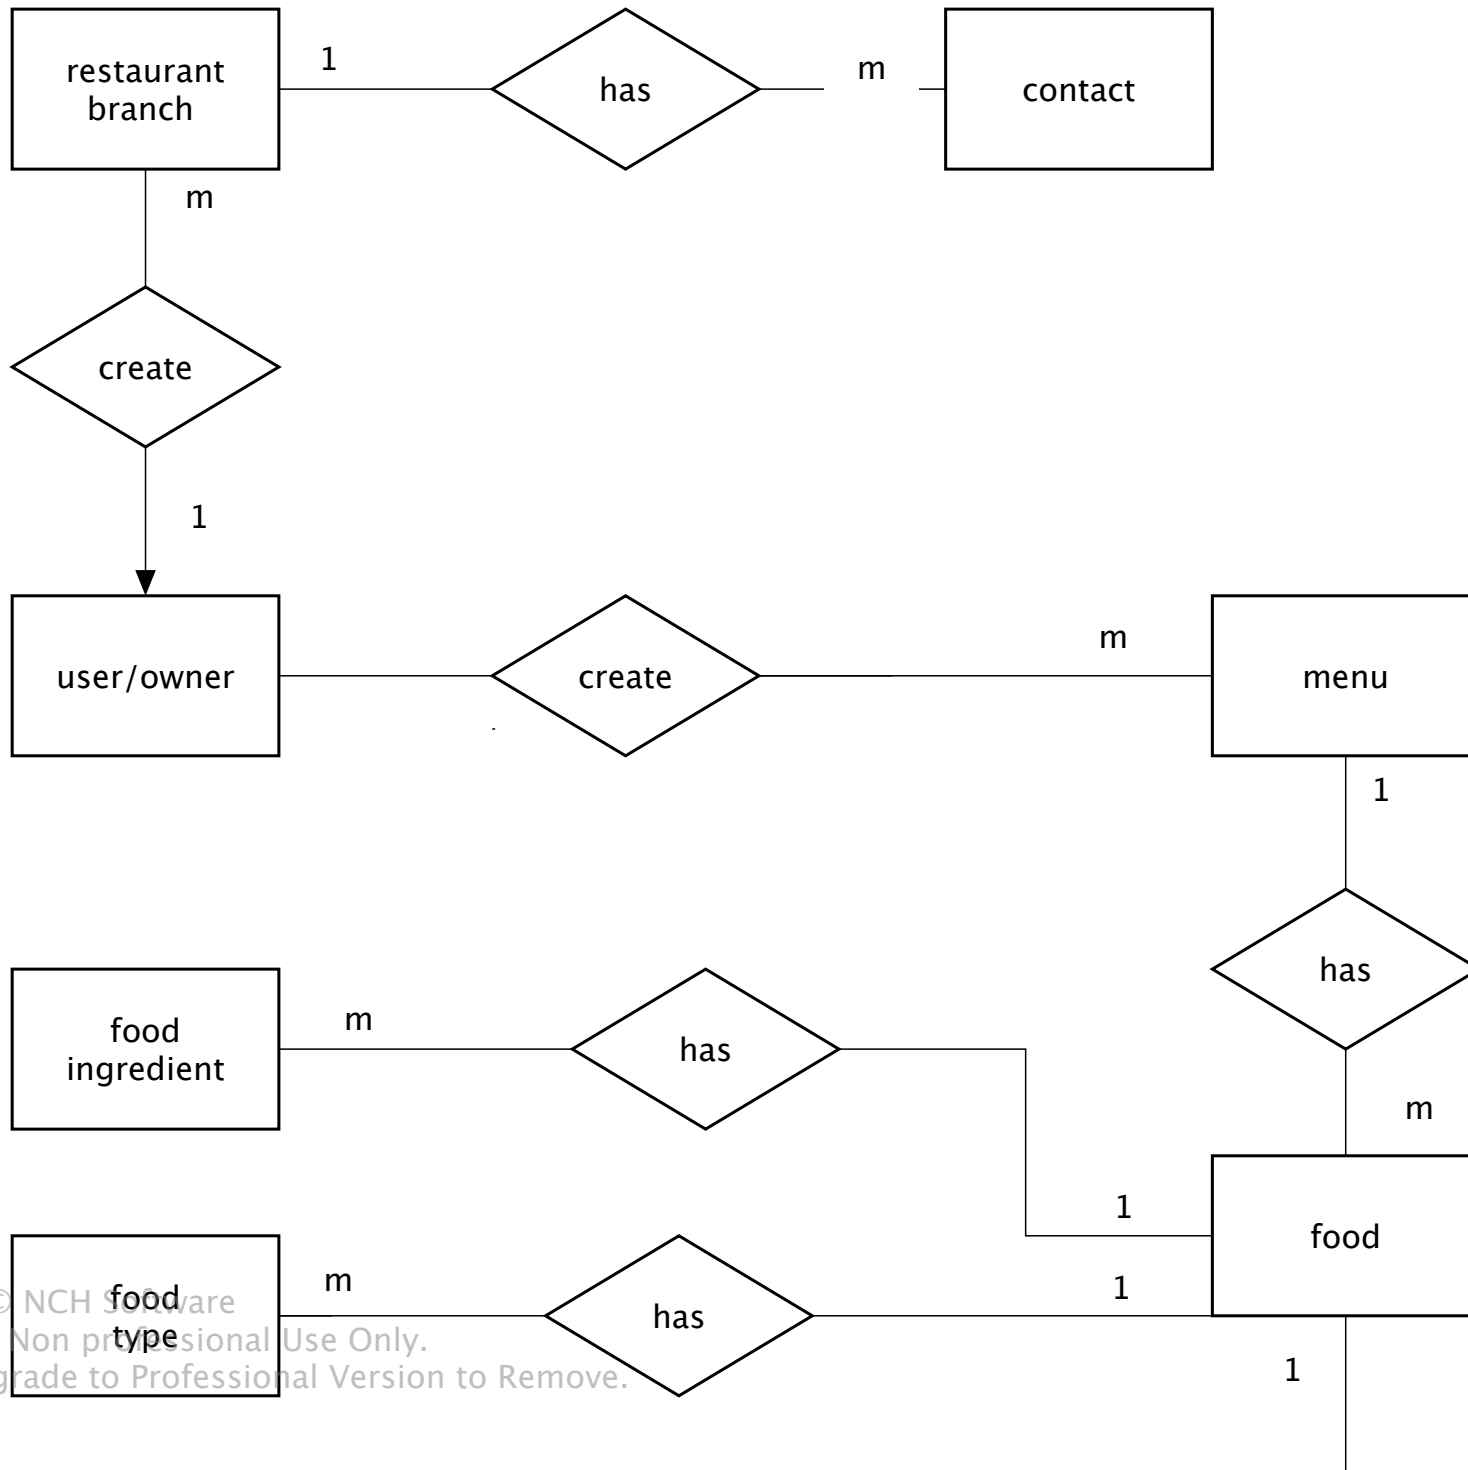 restaurant
branch
1
has
m
contact
m
create
1
user/owner
create
m
menu
1
has
m
food
ingredient
m
has
1
food
food
type
m
has
1
1
© NCH Software
Non professional Use Only.
grade to Professional Version to Remove.